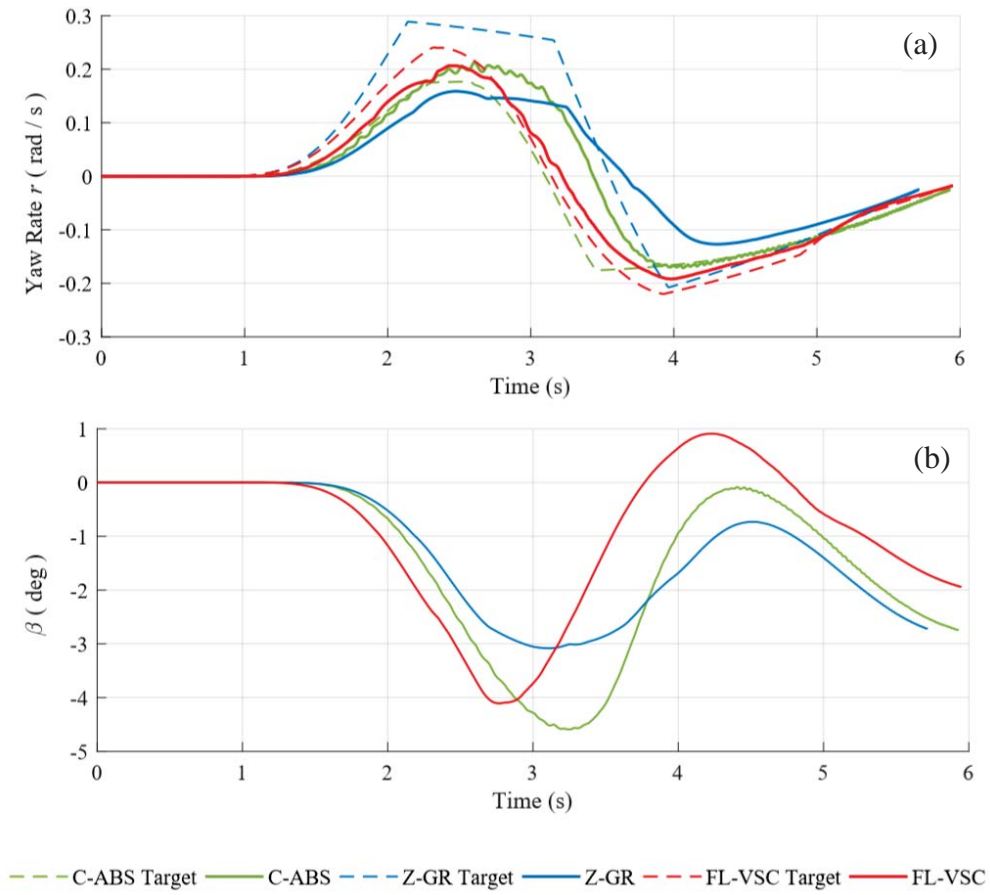 (a)
0.3
0.2
0.1
0
-0.1
-0.2
-0.3
Yaw Rate r ( rad / s )
0 1 2 3 4 5 6
Time (s)
(b)
1
0
-1
-2
-3
-4
-5
β ( deg )
0 1 2 3 4 5 6
Time (s)
C-ABS Target C-ABS Z-GR Target Z-GR FL-VSC Target FL-VSC